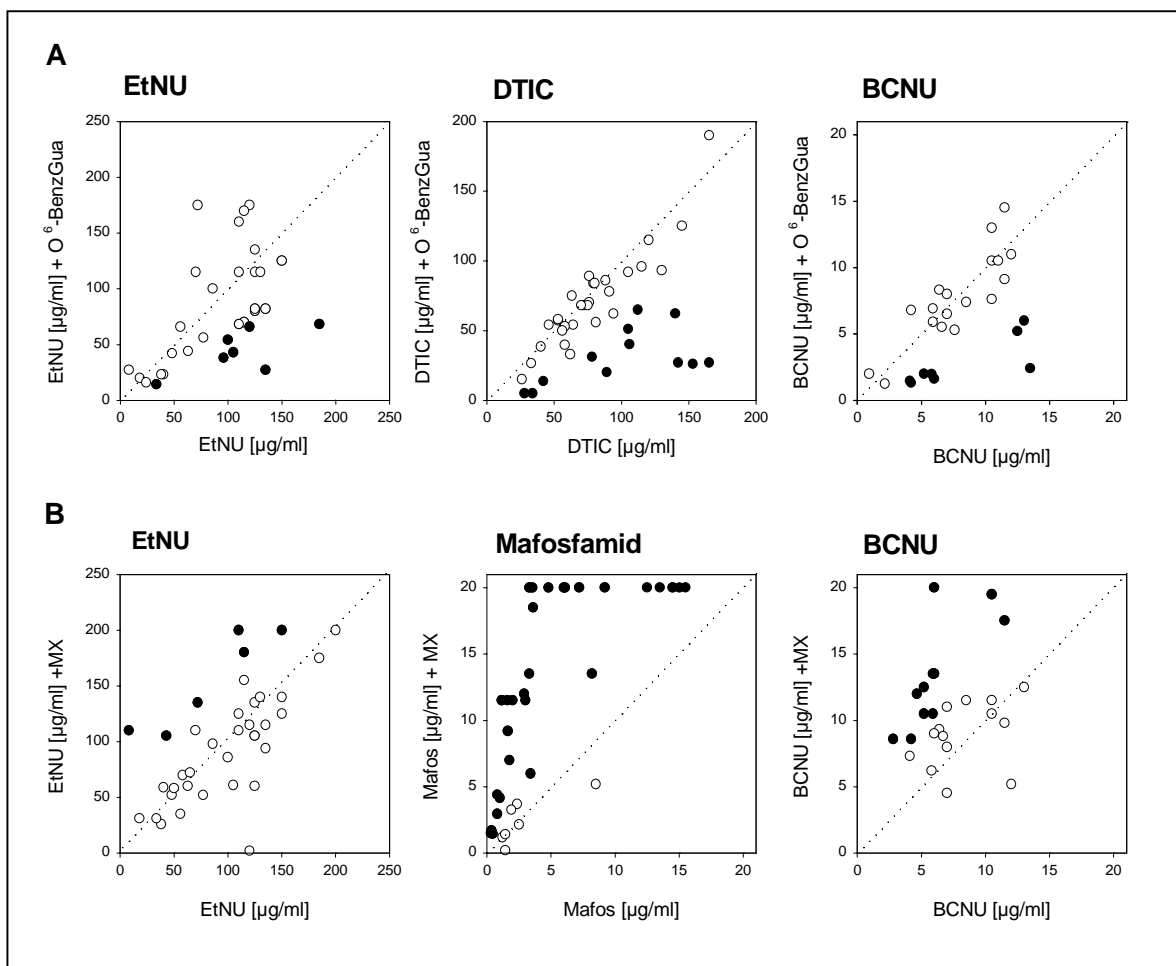 A
EtNU
DTIC
BCNU
EtNU [µg/ml] + O 6-BenzGua
250
200
150
100
50
0
0 50 100 150 200 250
EtNU [µg/ml]
DTIC [µg/ml] + O 6-BenzGua
200
150
100
50
0
0 50 100 150 200
DTIC [µg/ml]
BCNU [µg/ml] + O 6-BenzGua
20
15
10
5
0
0 5 10 15 20
BCNU [µg/ml]
B
EtNU
Mafosfamid
BCNU
EtNU [µg/ml] +MX
250
200
150
100
50
0
0 50 100 150 200 250
EtNU [µg/ml]
Mafos [µg/ml] + MX
20
15
10
5
0
0 5 10 15 20
Mafos [µg/ml]
BCNU [µg/ml] +MX
20
15
10
5
0
0 5 10 15 20
BCNU [µg/ml]